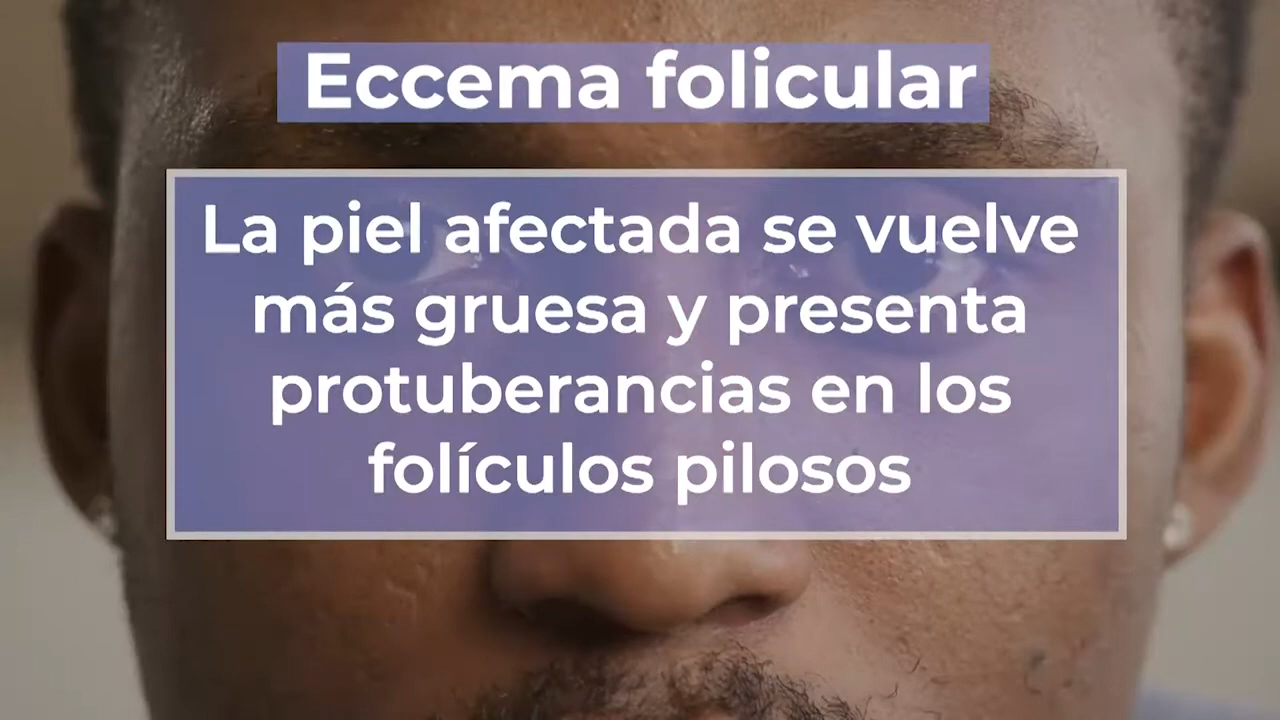 Eccema folicular
La piel afectada se vuelve
más gruesa y presenta
protuberancias en los
folículos pilosos